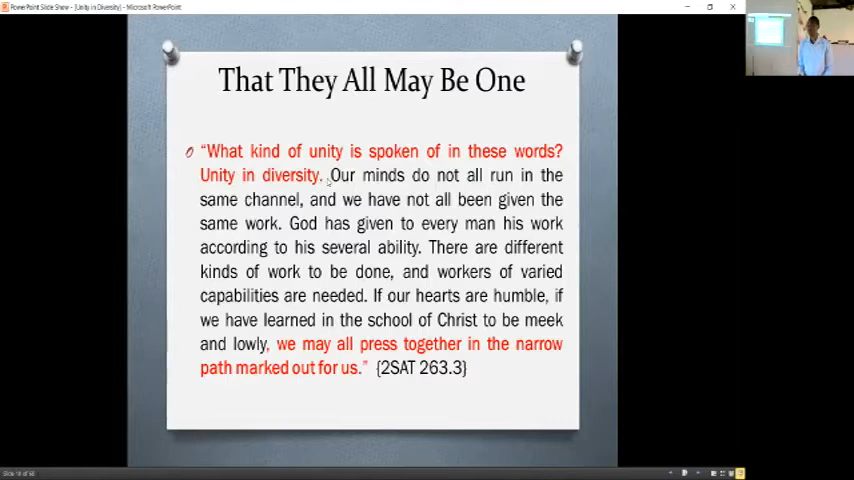 PowerPoint Slide Show - [Unity in Diversity] - Microsoft PowerPoint
That They All May Be One
“What kind of unity is spoken of in these words?
Unity in diversity. Our minds do not all run in the
same channel, and we have not all been given the
same work. God has given to every man his work
according to his several ability. There are different
kinds of work to be done, and workers of varied
capabilities are needed. If our hearts are humble, if
we have learned in the school of Christ to be meek
and lowly, we may all press together in the narrow
path marked out for us.” {2SAT 263.3}